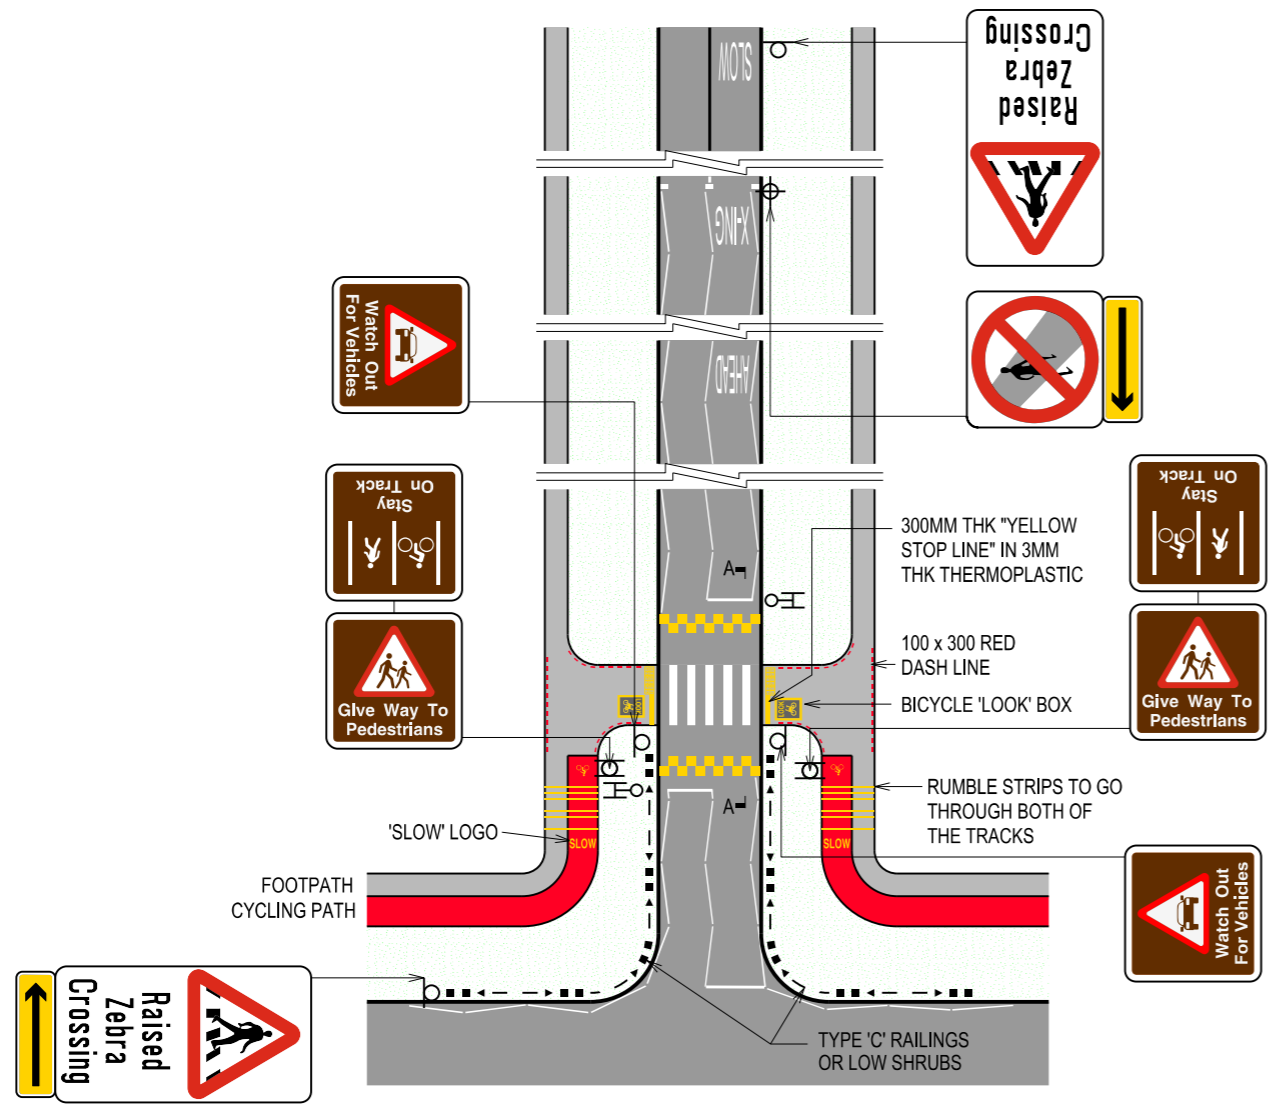 Raised
Zebra
Crossing
SLOW
X-ING
AHEAD
Watch Out
For Vehicles
Stay
On Track
Give Way To
Pedestrians
Stay
On Track
Give Way To
Pedestrians
300MM THK "YELLOW
STOP LINE" IN 3MM
THK THERMOPLASTIC
A
100 x 300 RED
DASH LINE
BICYCLE 'LOOK' BOX
LOOK
LOOK
RUMBLE STRIPS TO GO
THROUGH BOTH OF
THE TRACKS
A
'SLOW' LOGO
SLOW
SLOW
FOOTPATH
CYCLING PATH
Watch Out
For Vehicles
Raised
Zebra
Crossing
TYPE 'C' RAILINGS
OR LOW SHRUBS